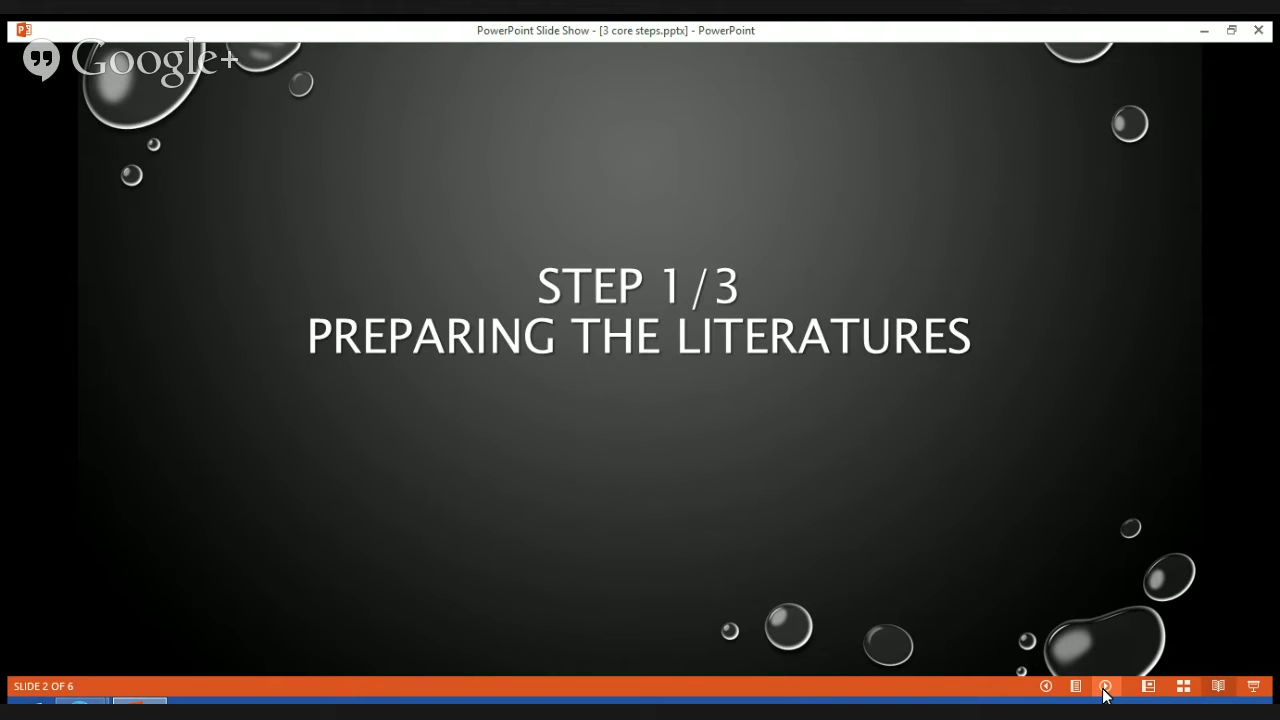 PowerPoint Slide Show - [3 core steps.pptx] - PowerPoint
Google+
STEP 1/3
PREPARING THE LITERATURES
SLIDE 2 OF 6